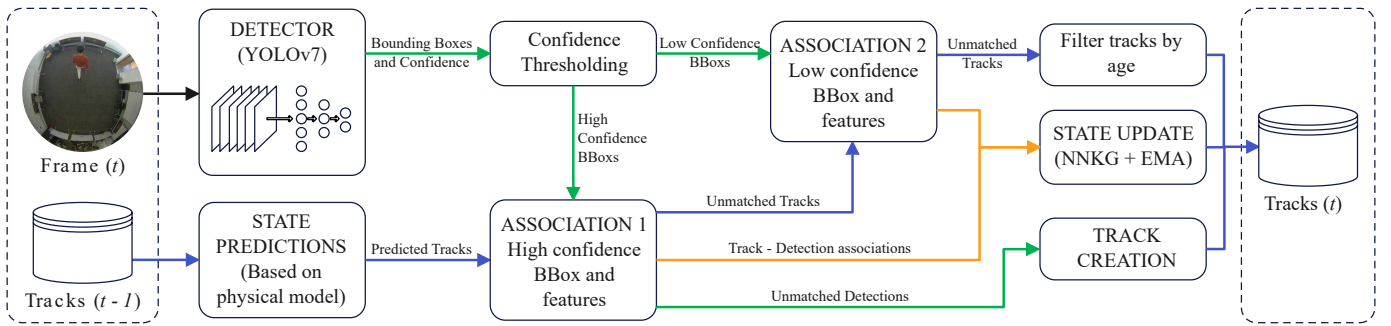 Frame (t)
Tracks (t - 1)
DETECTOR
(YOLOv7)
STATE
PREDICTIONS
(Based on
physical model)
Bounding Boxes
and Confidence
Predicted Tracks
Confidence
Thresholding
High
Confidence
BBoxs
ASSOCIATION 1
High confidence
BBox and
features
Low Confidence
BBoxs
Unmatched Tracks
Track - Detection associations
Unmatched Detections
ASSOCIATION 2
Low confidence
BBox and
features
Unmatched
Tracks
Filter tracks by
age
STATE UPDATE
(NNKG + EMA)
TRACK
CREATION
Tracks (t)